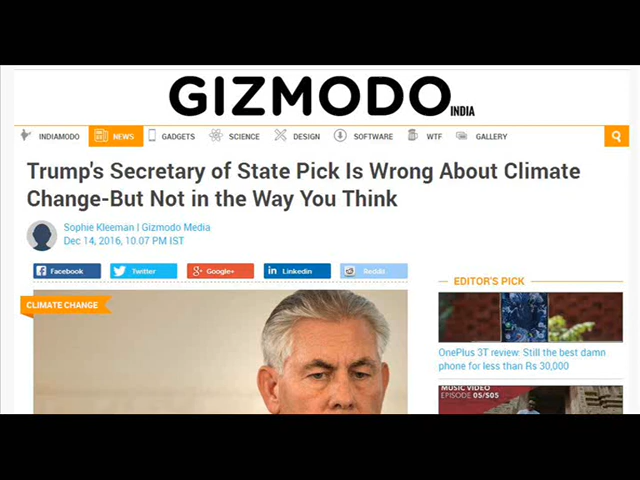 GIZMODO INDIA
INDIAMODO NEWS GADGETS SCIENCE DESIGN SOFTWARE WTF GALLERY
Trump's Secretary of State Pick Is Wrong About Climate
Change-But Not in the Way You Think
Sophie Kleeman | Gizmodo Media
Dec 14, 2016, 10.07 PM IST
Facebook Twitter Google+ Linkedin Reddit
CLIMATE CHANGE
EDITOR'S PICK
OnePlus 3T review: Still the best damn
phone for less than Rs 30,000
MUSIC VIDEO
EPISODE 05/S05